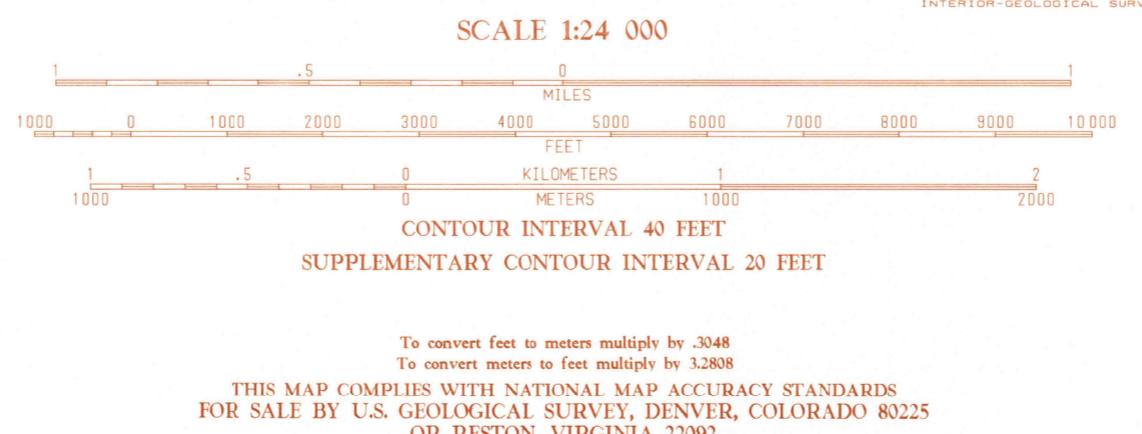 INTERIOR-GEOLOGICAL SURV
SCALE 1:24 000
1 .5 0 1
MILES
1000 0 1000 2000 3000 4000 5000 6000 7000 8000 9000 10 000
FEET
1 .5 0 KILOMETERS 1 2
1000 0 METERS 1000 2000
CONTOUR INTERVAL 40 FEET
SUPPLEMENTARY CONTOUR INTERVAL 20 FEET
To convert feet to meters multiply by .3048
To convert meters to feet multiply by 3.2808
THIS MAP COMPLIES WITH NATIONAL MAP ACCURACY STANDARDS
FOR SALE BY U.S. GEOLOGICAL SURVEY, DENVER, COLORADO 80225
OR RESTON, VIRGINIA 22092